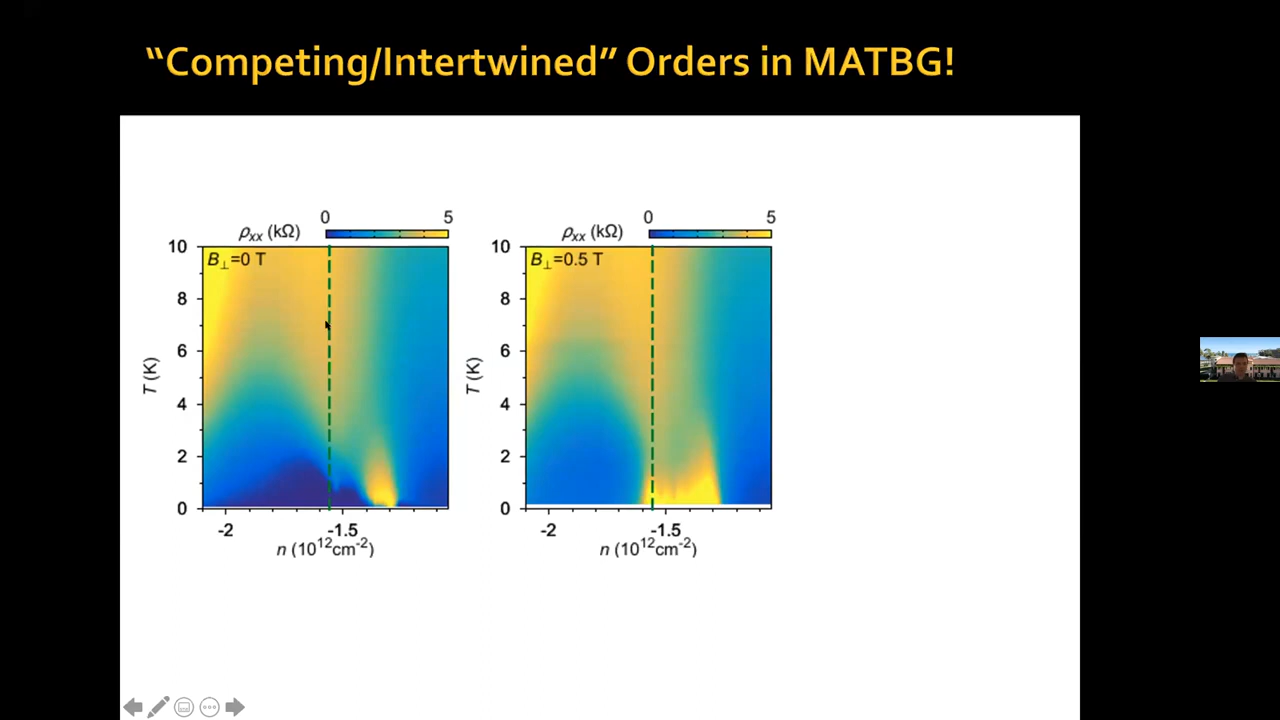 “Competing/Intertwined” Orders in MATBG!
ρxx (kΩ) 0 5
B⊥=0 T
10
8
6
4
2
0
T (K)
-2 -1.5
n (10¹²cm⁻²)
ρxx (kΩ) 0 5
B⊥=0.5 T
10
8
6
4
2
0
T (K)
-2 -1.5
n (10¹²cm⁻²)